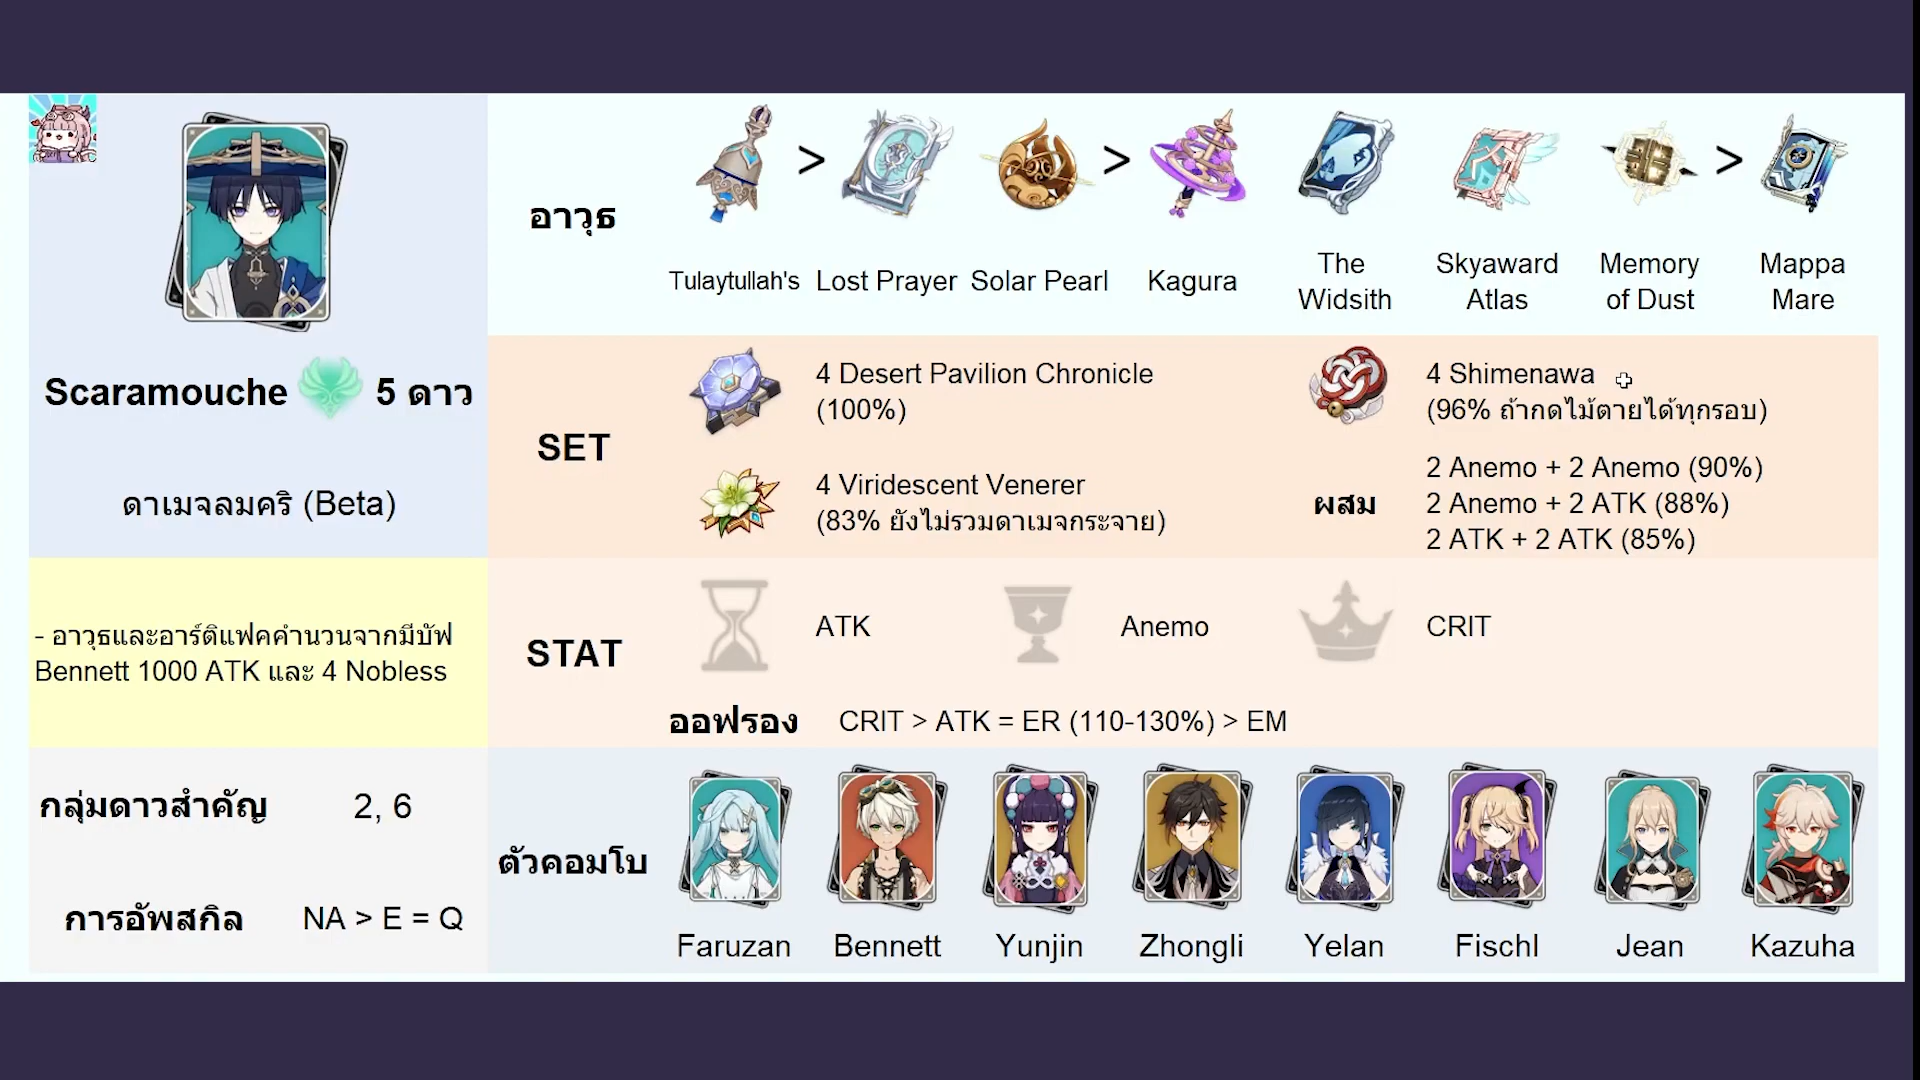 Scaramouche 5 ดาว
ดาเมจลมคริ (Beta)
- อาวุธและอาร์ติแฟคคำนวนจากมีบัฟ
Bennett 1000 ATK และ 4 Nobless
กลุ่มดาวสำคัญ 2, 6
การอัพสกิล NA > E = Q
อาวุธ
> > >
Tulaytullah's Lost Prayer Solar Pearl Kagura
The Widsith
Skyaward Atlas
Memory of Dust
Mappa Mare
SET
4 Desert Pavilion Chronicle
(100%)
4 Shimenawa
(96% ถ้ากดไม้ตายได้ทุกรอบ)
4 Viridescent Venerer
(83% ยังไม่รวมดาเมจกระจาย)
ผสม
2 Anemo + 2 Anemo (90%)
2 Anemo + 2 ATK (88%)
2 ATK + 2 ATK (85%)
STAT
ATK Anemo CRIT
ออฟรอง CRIT > ATK = ER (110-130%) > EM
ตัวคอมโบ
Faruzan Bennett Yunjin Zhongli Yelan Fischl Jean Kazuha